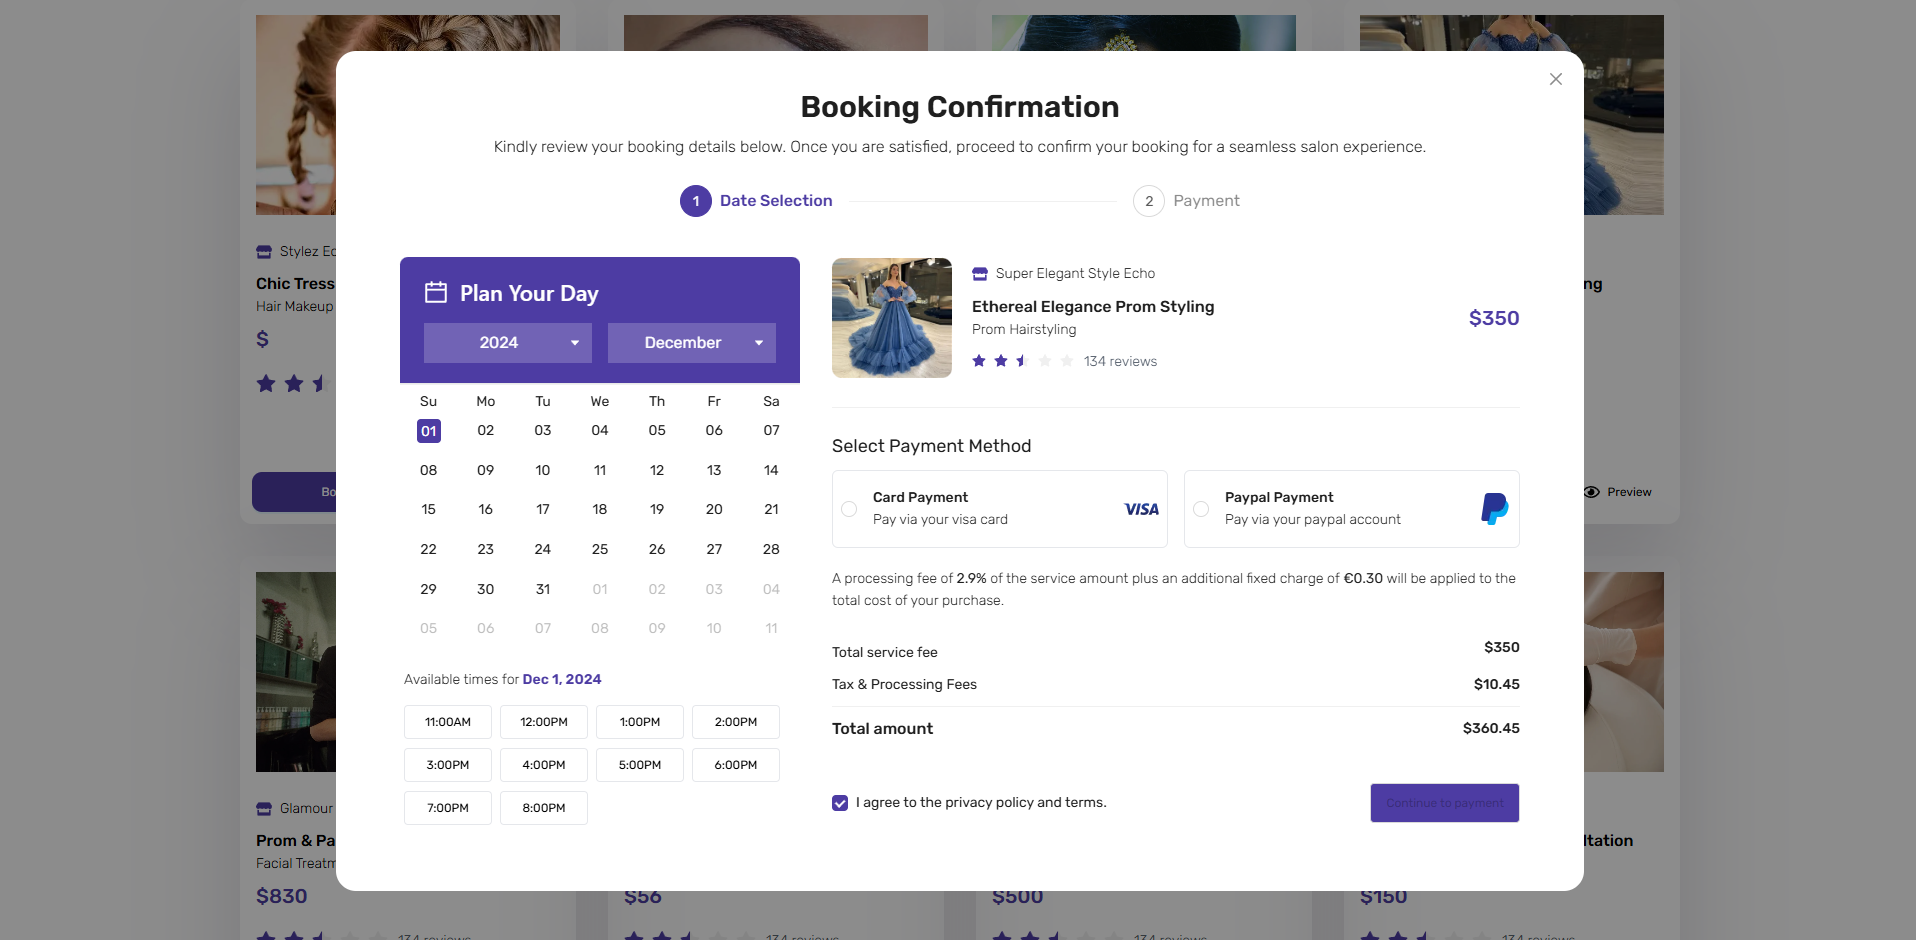 Booking Confirmation
Kindly review your booking details below. Once you are satisfied, proceed to confirm your booking for a seamless salon experience.
1 Date Selection
2 Payment
Plan Your Day
2024 December
Su Mo Tu We Th Fr Sa
01 02 03 04 05 06 07
08 09 10 11 12 13 14
15 16 17 18 19 20 21
22 23 24 25 26 27 28
29 30 31 01 02 03 04
05 06 07 08 09 10 11
Available times for Dec 1, 2024
11:00AM 12:00PM 1:00PM 2:00PM
3:00PM 4:00PM 5:00PM 6:00PM
7:00PM 8:00PM
Super Elegant Style Echo
Ethereal Elegance Prom Styling
Prom Hairstyling
$350
134 reviews
Select Payment Method
Card Payment
Pay via your visa card
VISA
Paypal Payment
Pay via your paypal account
A processing fee of 2.9% of the service amount plus an additional fixed charge of €0.30 will be applied to the
total cost of your purchase.
Total service fee $350
Tax & Processing Fees $10.45
Total amount $360.45
I agree to the privacy policy and terms.
Continue to payment
Stylez Ec
Chic Tress
Hair Makeup
$
Bo
ng
Preview
Glamour
Prom & Pa
Facial Treatm
$830
134 reviews
$56
134 reviews
$500
134 reviews
ltation
$150
134 reviews